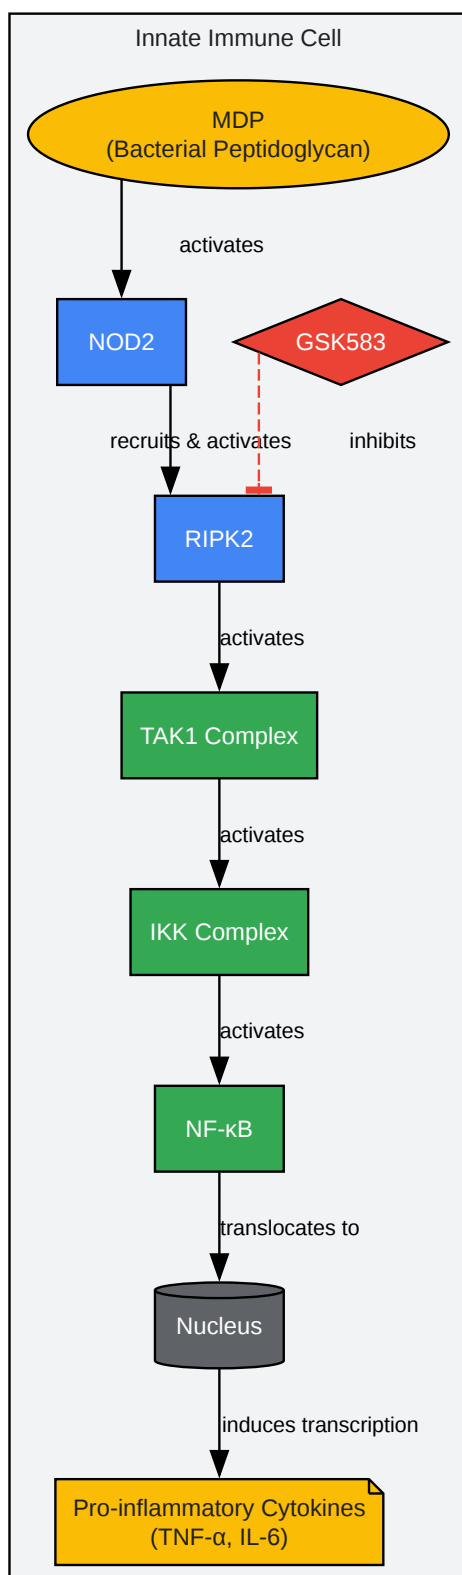 Innate Immune Cell
MDP
(Bacterial Peptidoglycan)
activates
NOD2
GSK583
recruits & activates
inhibits
RIPK2
activates
TAK1 Complex
activates
IKK Complex
activates
NF-κB
translocates to
Nucleus
induces transcription
Pro-inflammatory Cytokines
(TNF-α, IL-6)